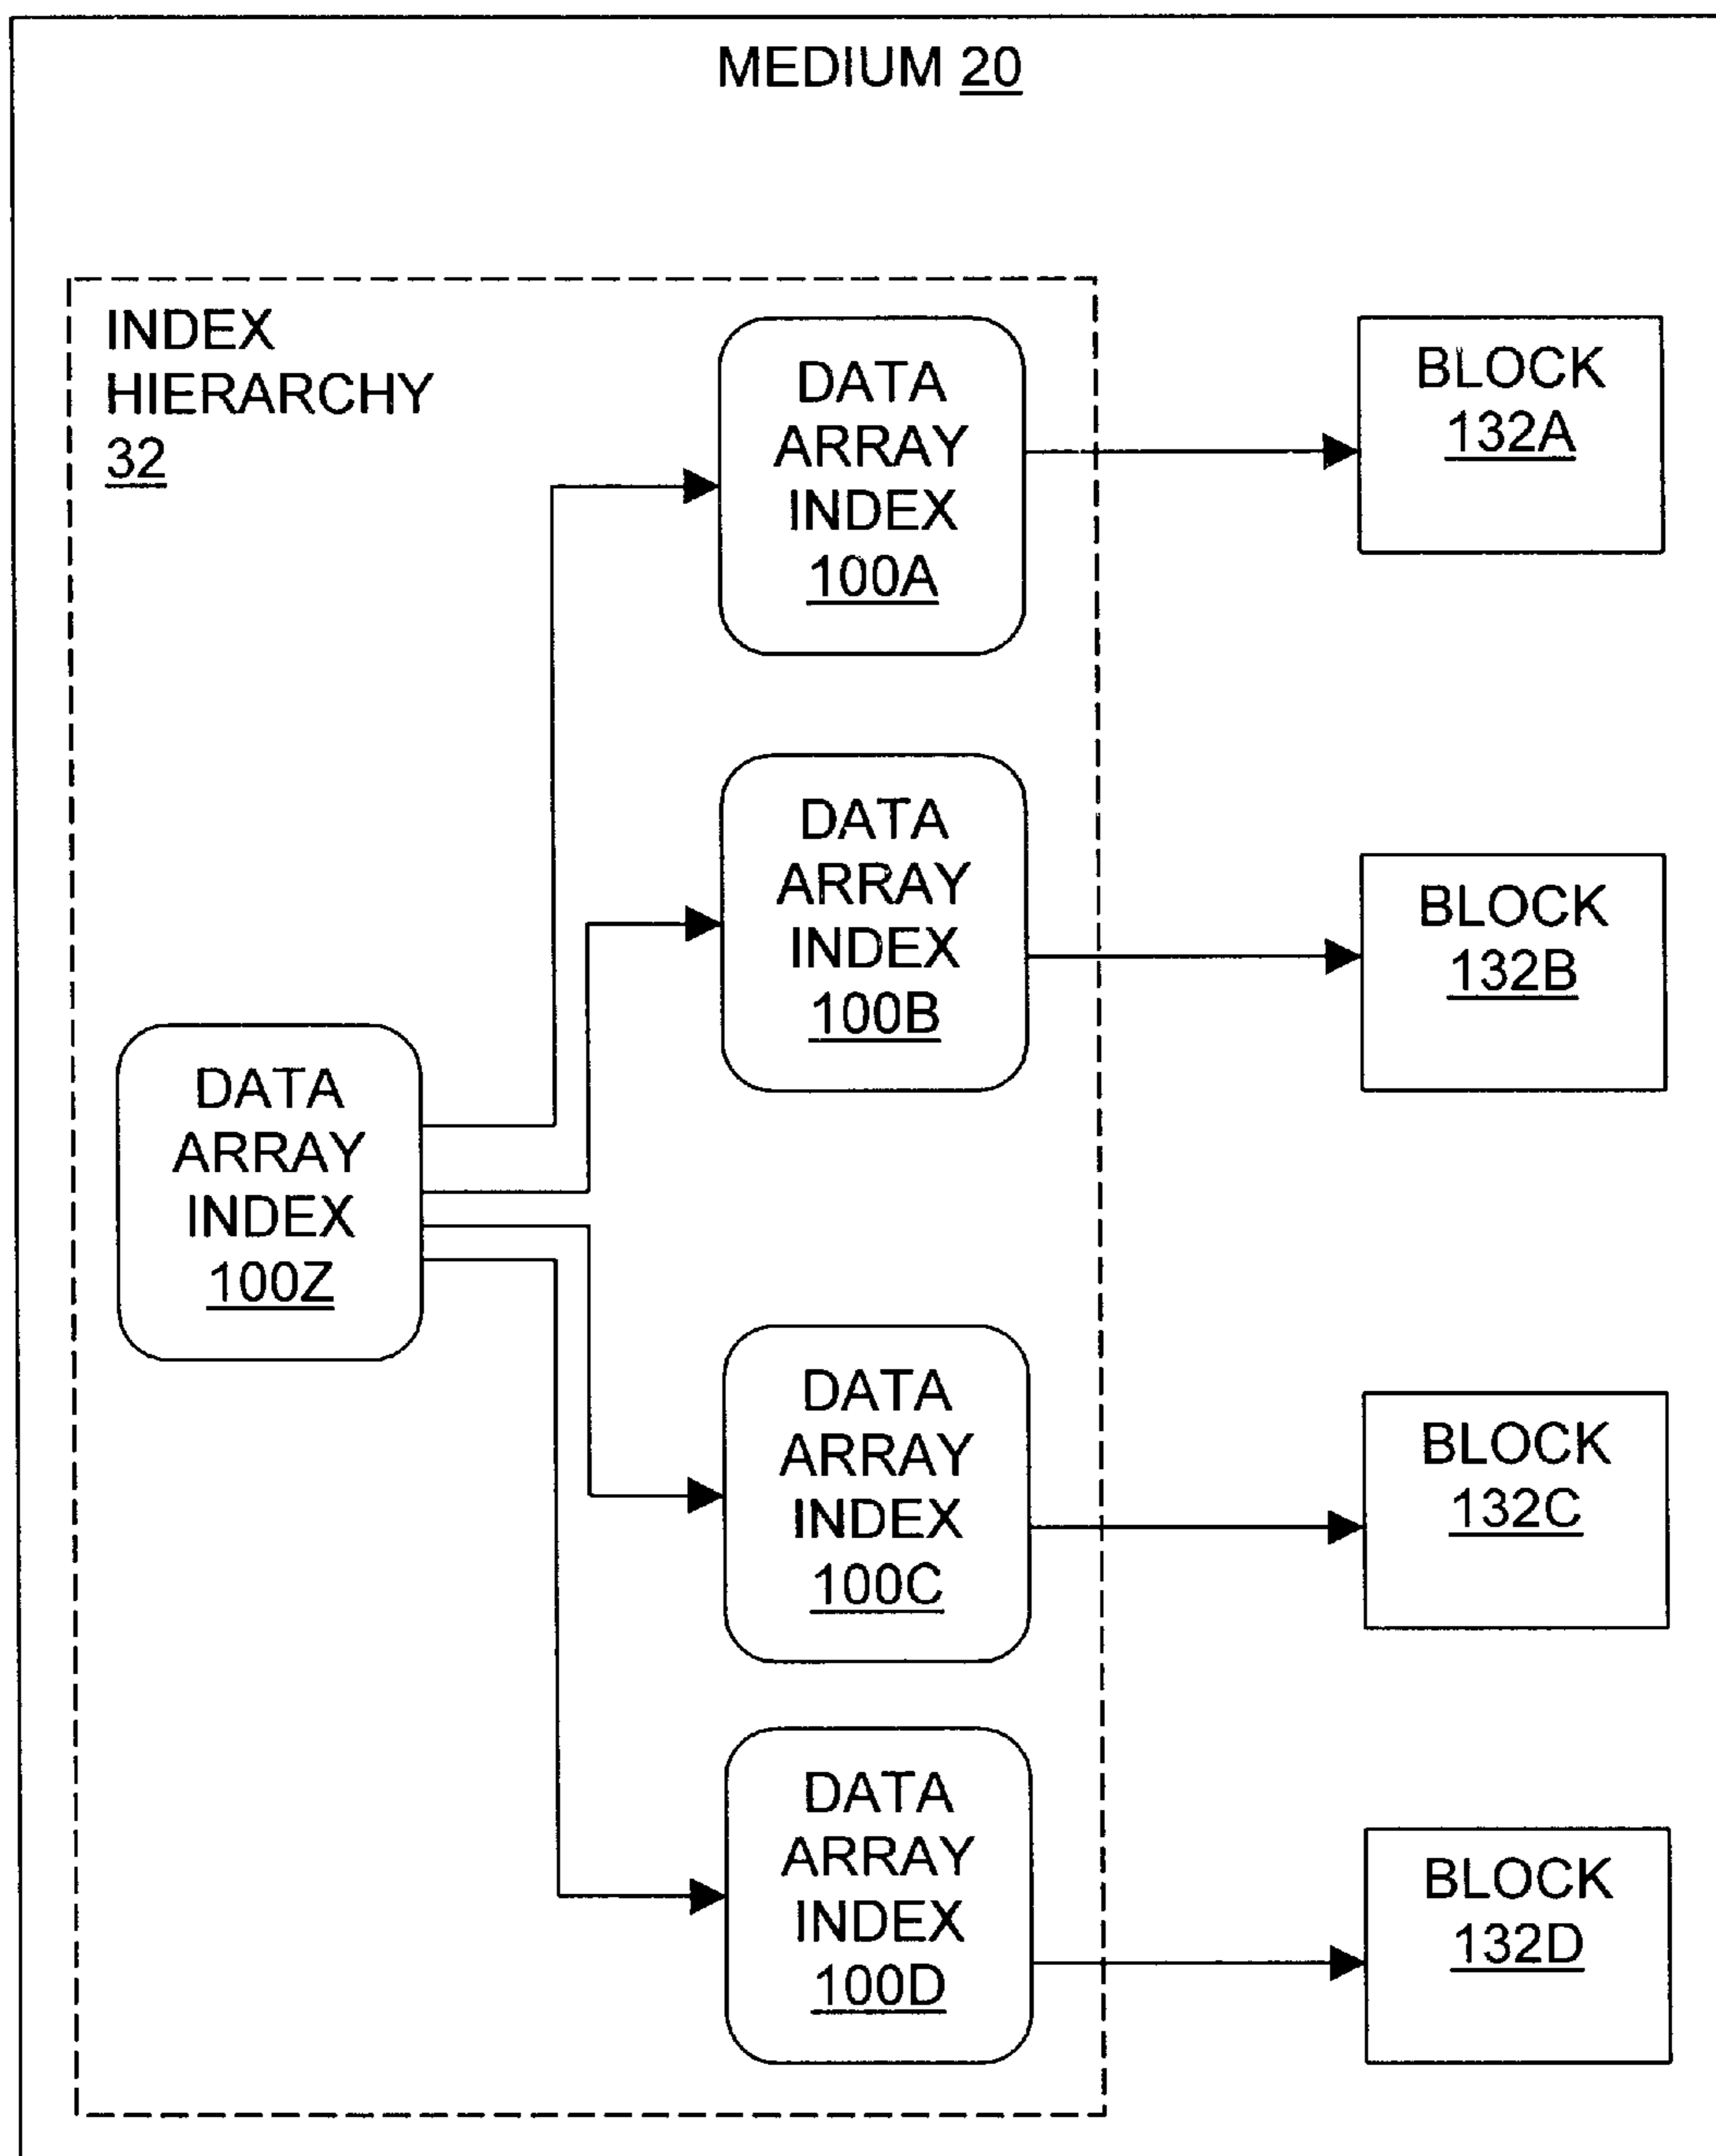 MEDIUM 20
INDEX
HIERARCHY
32
DATA
ARRAY
INDEX
100A
BLOCK
132A
DATA
ARRAY
INDEX
100B
BLOCK
132B
DATA
ARRAY
INDEX
100Z
DATA
ARRAY
INDEX
100C
BLOCK
132C
DATA
ARRAY
INDEX
100D
BLOCK
132D